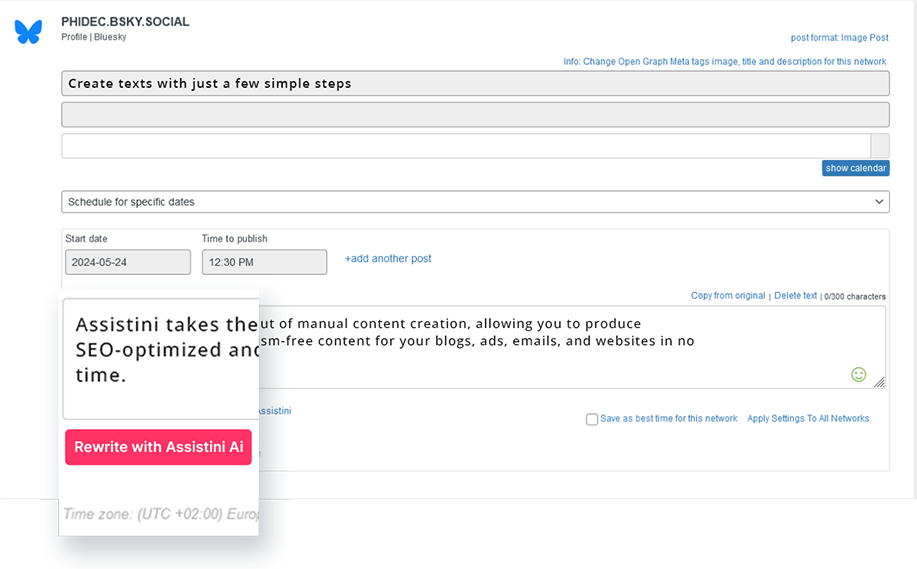 PHIDEC.BSKY.SOCIAL
Profile | Bluesky
post format: Image Post
Info: Change Open Graph Meta tags image, title and description for this network
Create texts with just a few simple steps
show calendar
Schedule for specific dates
Start date
Time to publish
2024-05-24
12:30 PM
+add another post
Copy from original | Delete text | 0/300 characters
Assistini takes the ut of manual content creation, allowing you to produce
SEO-optimized and sm-free content for your blogs, ads, emails, and websites in no
time.
Assistini
Save as best time for this network
Apply Settings To All Networks
Rewrite with Assistini Ai
Time zone: (UTC +02:00) Europ